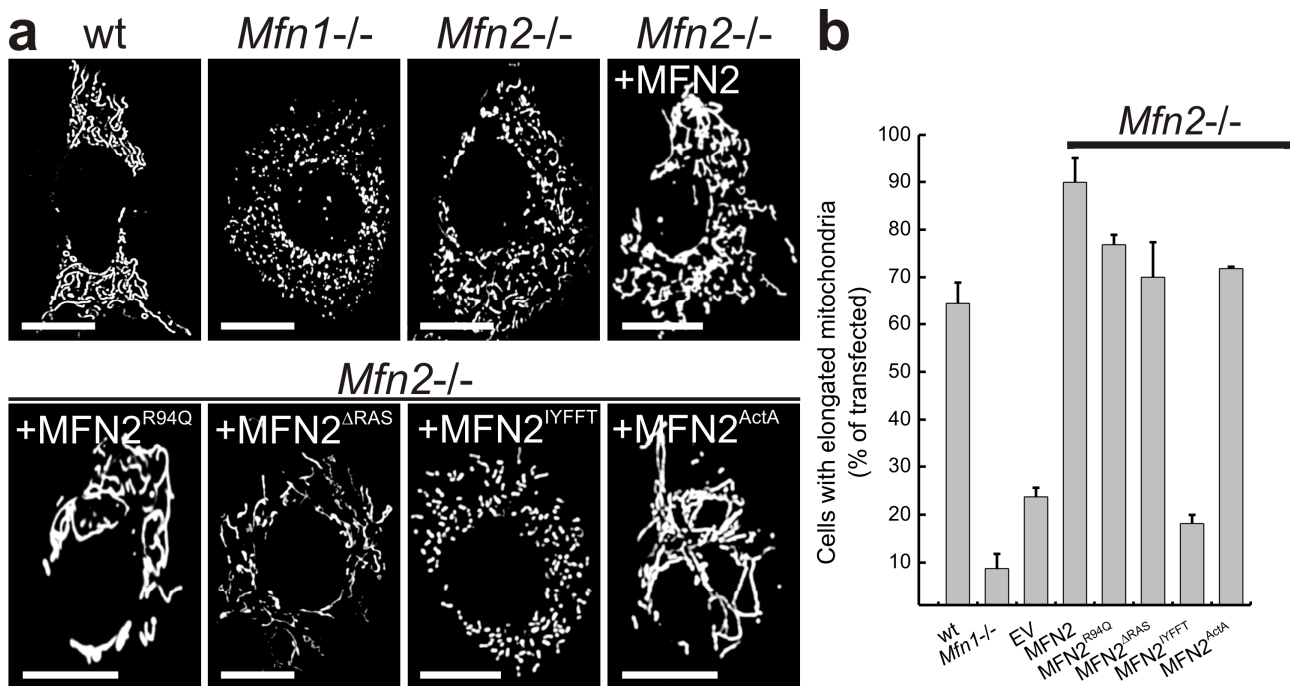 a
wt
Mfn1-/-
Mfn2-/-
Mfn2-/-
+MFN2
Mfn2-/-
+MFN2R94Q
+MFN2ΔRAS
+MFN2IYFFT
+MFN2ActA
b
Mfn2-/-
Cells with elongated mitochondria
(% of transfected)
100
90
80
70
60
50
40
30
20
10
wt
Mfn1-/-
EV
MFN2
MFN2R94Q
MFN2ΔRAS
MFN2IYFFT
MFN2ActA